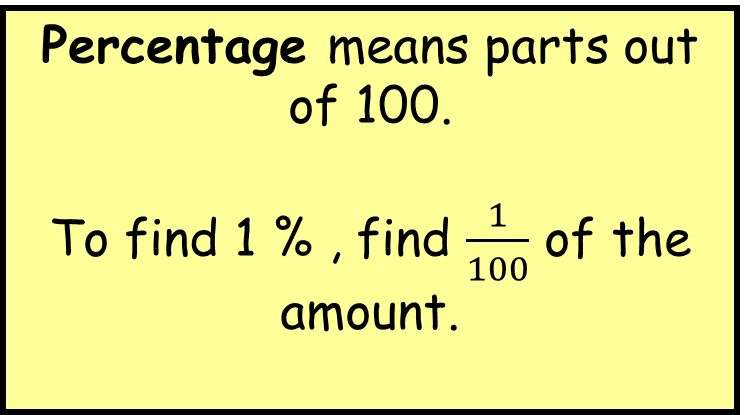 Percentage means parts out
of 100.
To find 1 % , find 1/100 of the
amount.